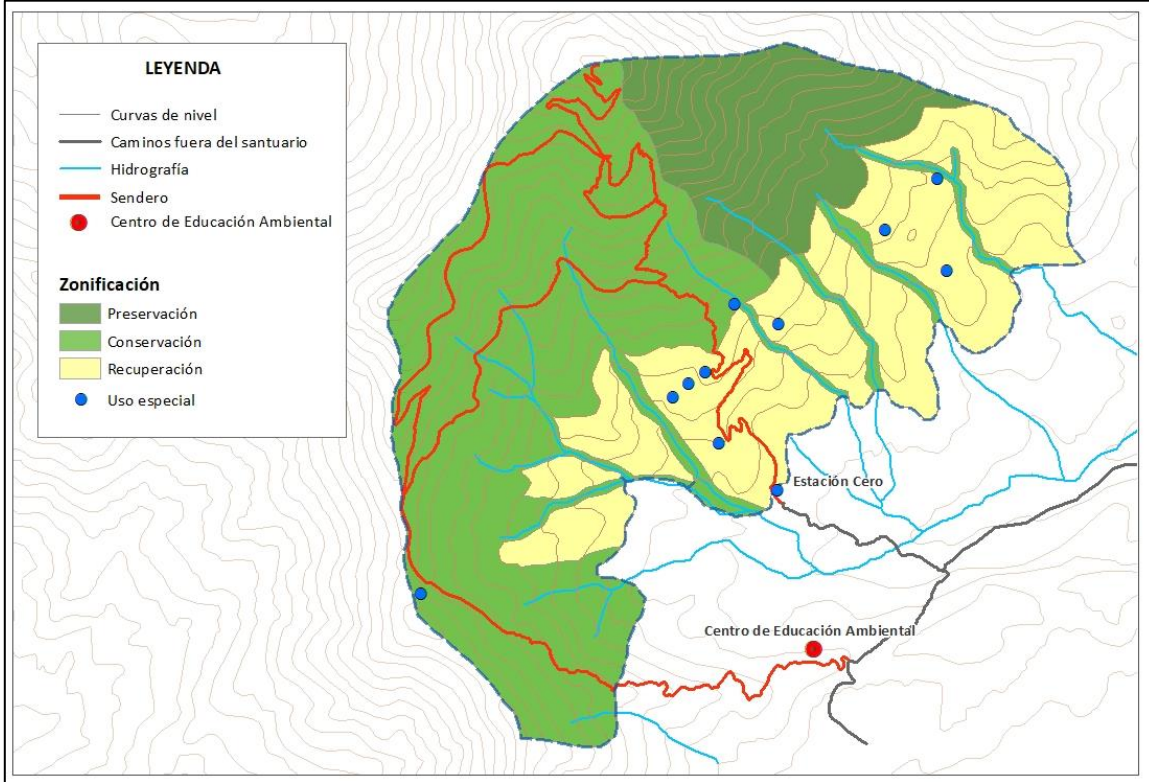 LEYENDA
Curvas de nivel
Caminos fuera del santuario
Hidrografía
Sendero
Centro de Educación Ambiental
Zonificación
Preservación
Conservación
Recuperación
Uso especial
Estación Cero
Centro de Educación Ambiental